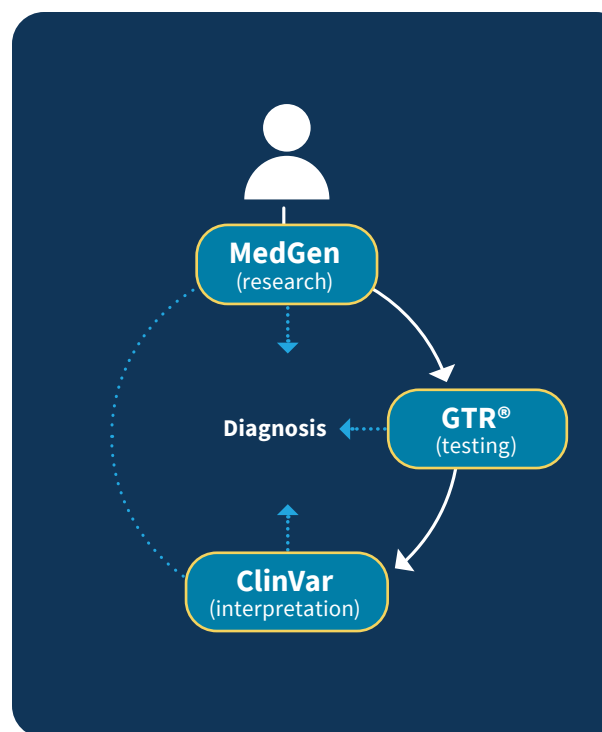 MedGen
(research)
GTR®
(testing)
Diagnosis
ClinVar
(interpretation)